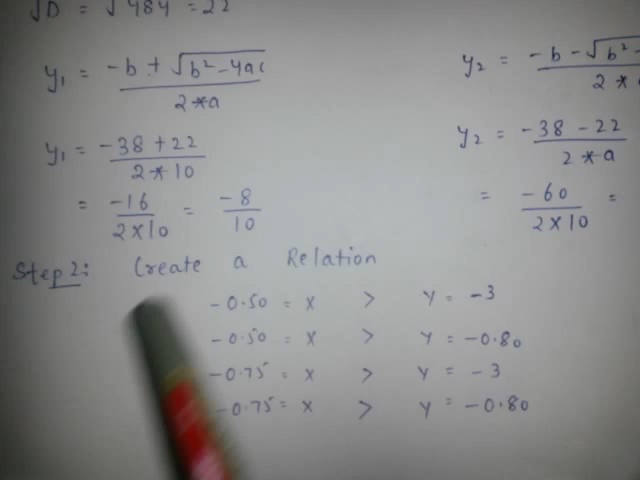 √D = √484 = 22
y₁ = -b + √b² - 4ac / 2*a
y₂ = -b - √b² - / 2*
y₁ = -38 + 22 / 2*10
y₂ = -38 - 22 / 2*a
= -16 / 2×10 = -8 / 10
= -60 / 2×10 =
Step 2: Create a Relation
-0.50 = x > y = -3
-0.50 = x > y = -0.80
-0.75 = x > y = -3
-0.75 = x > y = -0.80